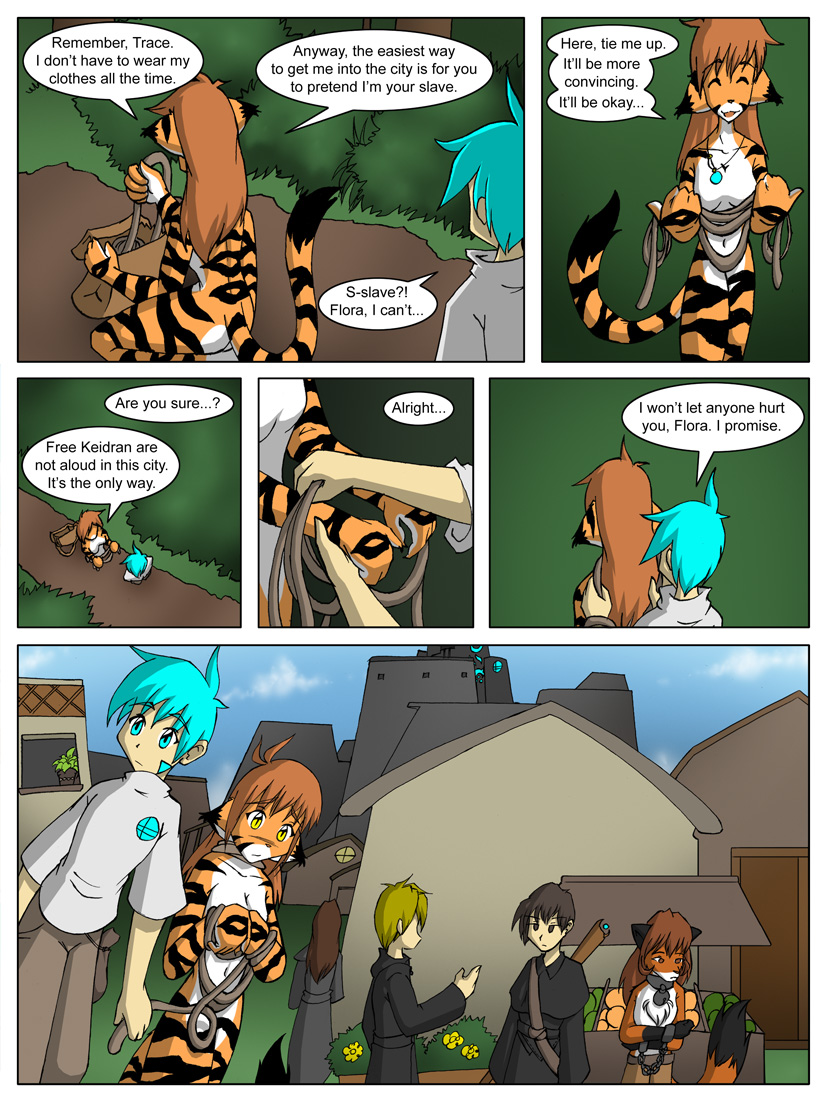 Remember, Trace.
I don't have to wear my
clothes all the time.
Anyway, the easiest way
to get me into the city is for you
to pretend I'm your slave.
S-slave?!
Flora, I can't...
Here, tie me up.
It'll be more
convincing.
It'll be okay...
Are you sure...?
Free Keidran are
not aloud in this city.
It's the only way.
Alright...
I won't let anyone hurt
you, Flora. I promise.